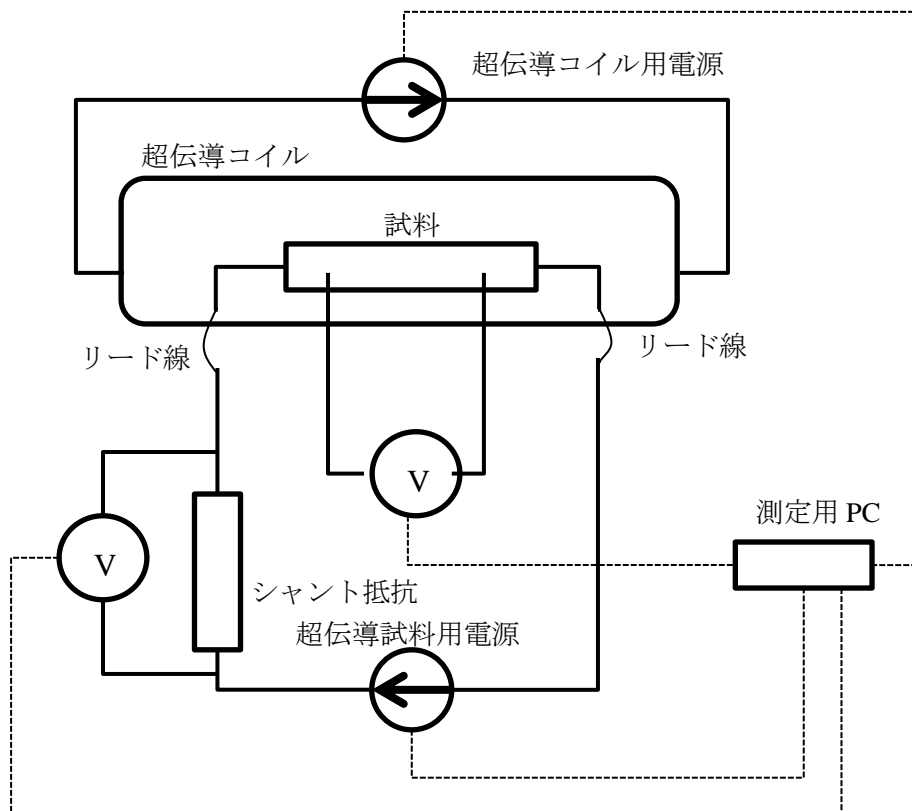 超伝導コイル用電源
超伝導コイル
試料
リード線
リード線
V
測定用 PC
V
シャント抵抗
超伝導試料用電源